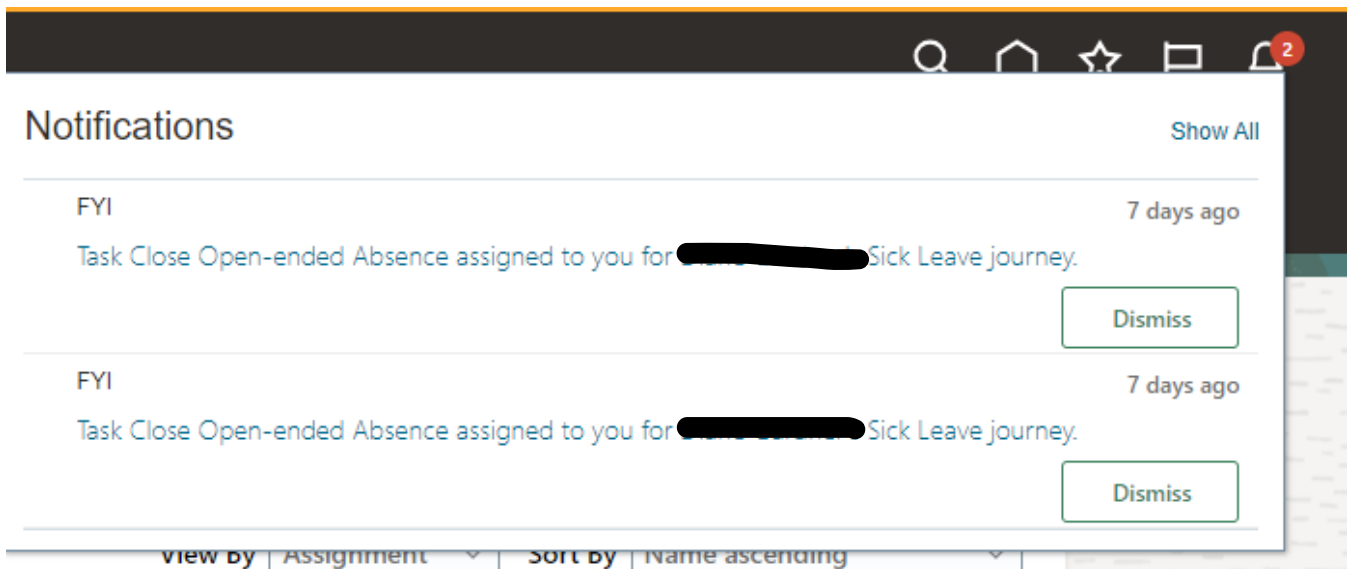 2
Notifications
Show All
FYI
7 days ago
Task Close Open-ended Absence assigned to you for Sick Leave journey.
Dismiss
FYI
7 days ago
Task Close Open-ended Absence assigned to you for Sick Leave journey.
Dismiss
View By Assignment Sort By Name ascending